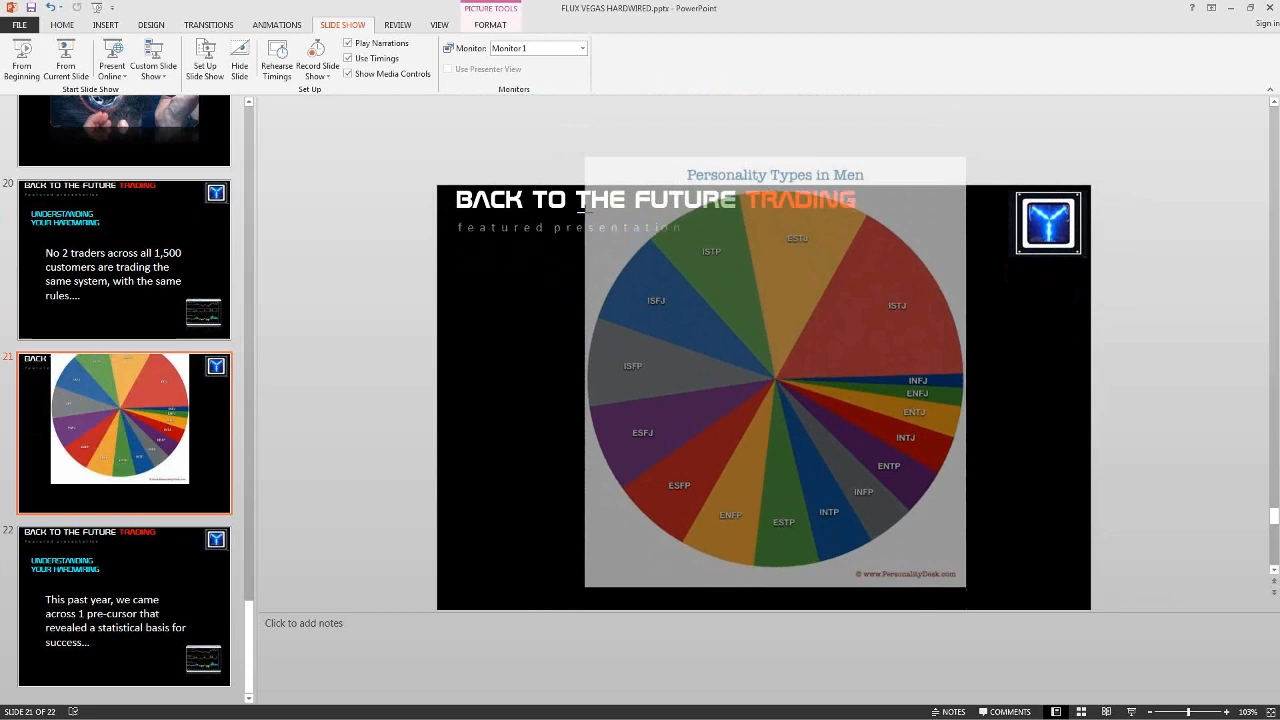 FLUX VEGAS HARDWIRED.pptx - PowerPoint
PICTURE TOOLS
Sign in
FILE HOME INSERT DESIGN TRANSITIONS ANIMATIONS SLIDE SHOW REVIEW VIEW FORMAT
From Beginning
From Current Slide
Present Online
Custom Slide Show
Set Up Slide Show
Hide Slide
Rehearse Timings
Record Slide Show
Play Narrations
Use Timings
Show Media Controls
Monitor: Monitor 1
Use Presenter View
Start Slide Show
Set Up
Monitors
20
BACK TO THE FUTURE TRADING
featured presentation
UNDERSTANDING
YOUR HARDWIRING
No 2 traders across all 1,500
customers are trading the
same system, with the same
rules....
21
BACK T
22
BACK TO THE FUTURE TRADING
featured presentation
UNDERSTANDING
YOUR HARDWIRING
This past year, we came
across 1 pre-cursor that
revealed a statistical basis for
success...
Personality Types in Men
BACK TO THE FUTURE TRADING
featured presentation
ESTJ
ISTP
ISTJ
ISFJ
ISFP
INFJ
ENFJ
ENTJ
ESFJ
INTJ
ENTP
ESFP
INFP
INTP
ENFP
ESTP
© www.PersonalityDesk.com
Click to add notes
SLIDE 21 OF 22
NOTES
COMMENTS
103%